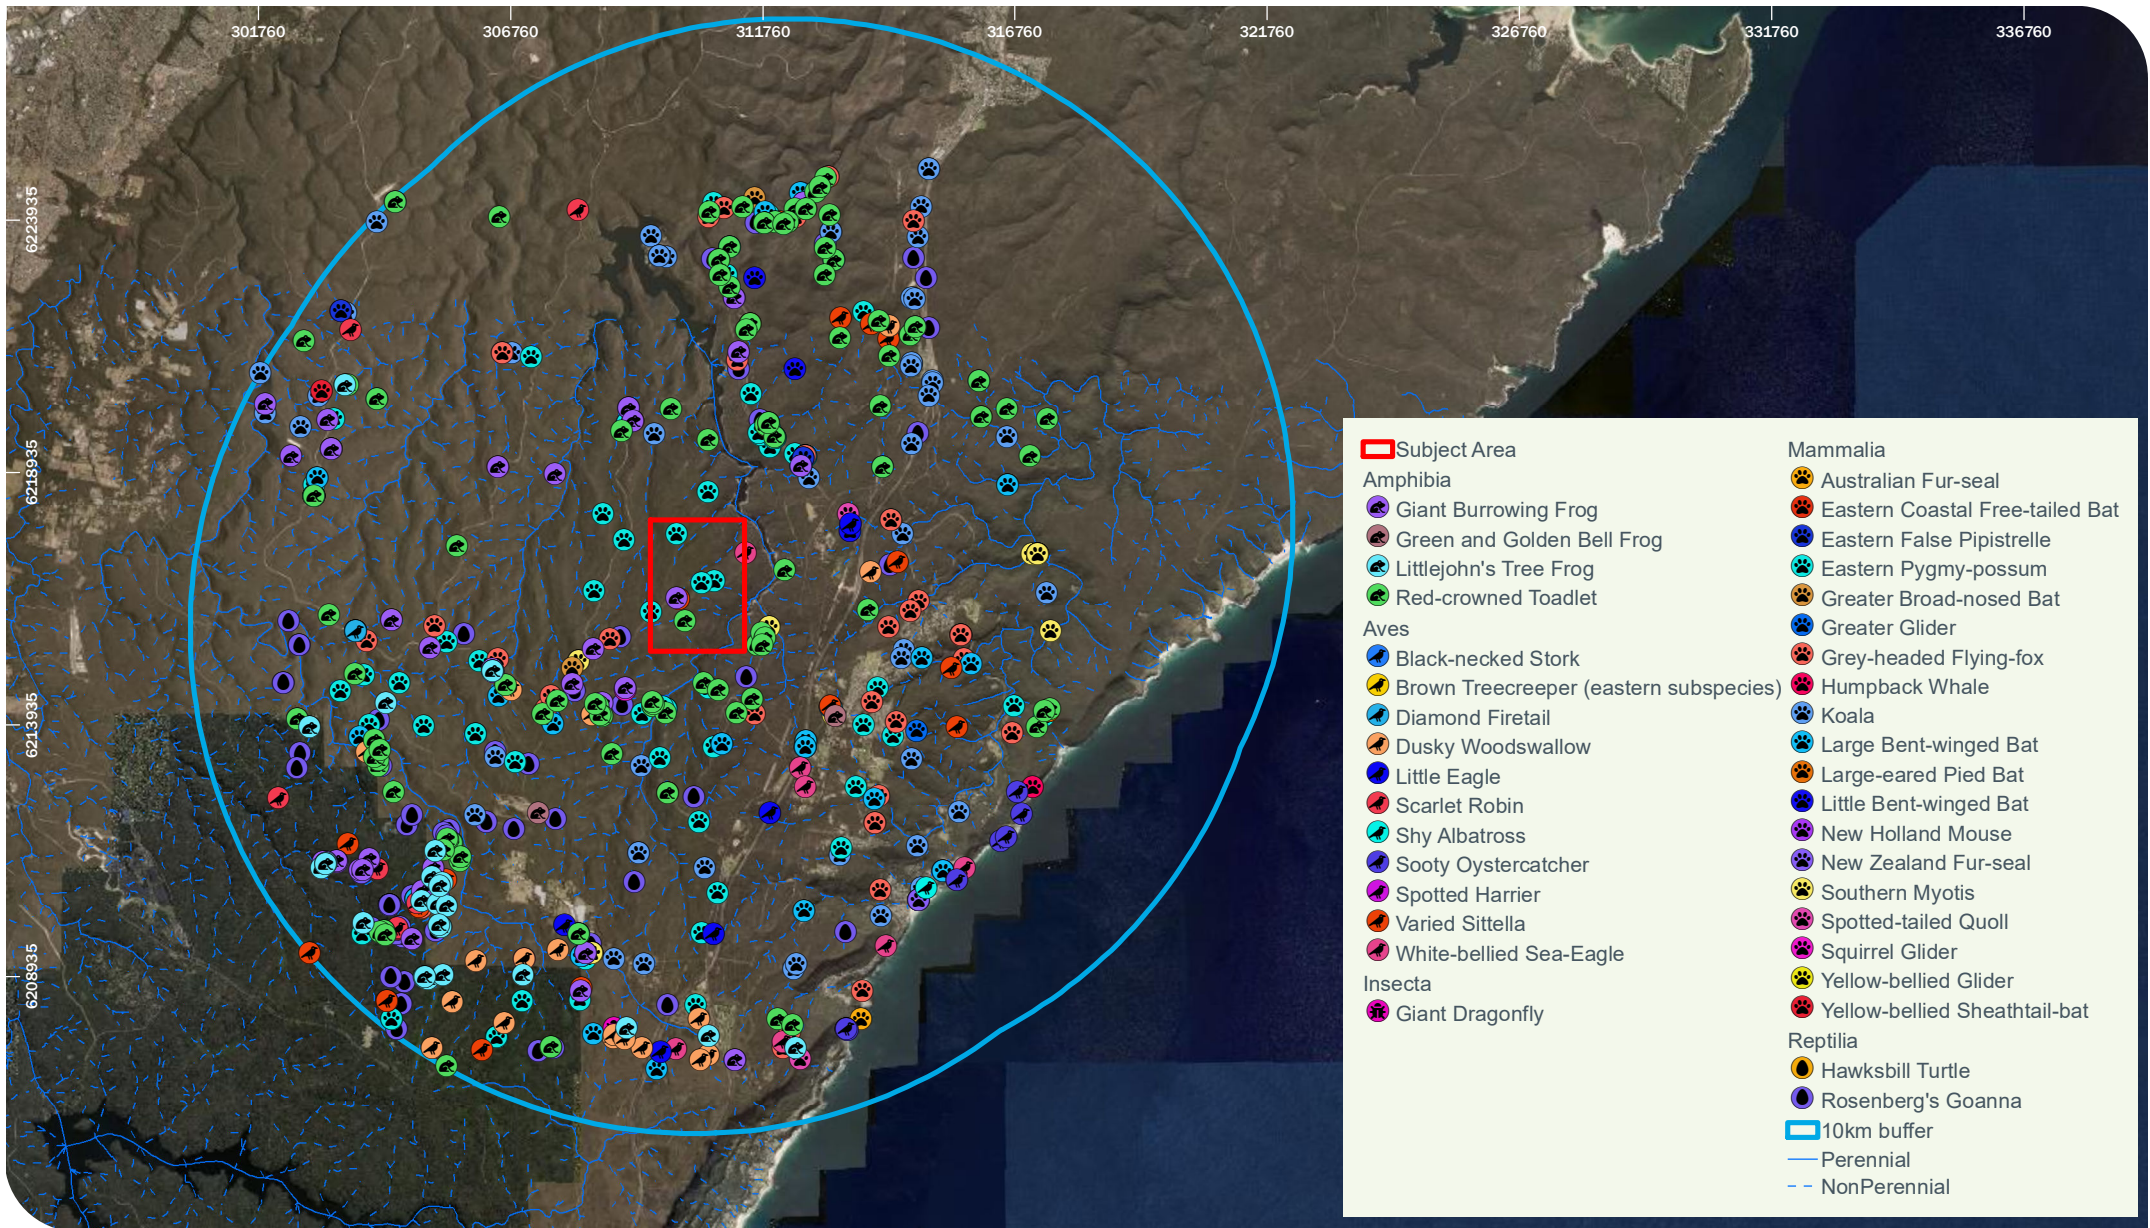 301760 306760 311760 316760 321760 326760 331760 336760
6223935
6218935
6213935
6208935
Subject Area
Amphibia
Giant Burrowing Frog
Green and Golden Bell Frog
Littlejohn's Tree Frog
Red-crowned Toadlet
Aves
Black-necked Stork
Brown Treecreeper (eastern subspecies)
Diamond Firetail
Dusky Woodswallow
Little Eagle
Scarlet Robin
Shy Albatross
Sooty Oystercatcher
Spotted Harrier
Varied Sittella
White-bellied Sea-Eagle
Insecta
Giant Dragonfly
Mammalia
Australian Fur-seal
Eastern Coastal Free-tailed Bat
Eastern False Pipistrelle
Eastern Pygmy-possum
Greater Broad-nosed Bat
Greater Glider
Grey-headed Flying-fox
Humpback Whale
Koala
Large Bent-winged Bat
Large-eared Pied Bat
Little Bent-winged Bat
New Holland Mouse
New Zealand Fur-seal
Southern Myotis
Spotted-tailed Quoll
Squirrel Glider
Yellow-bellied Glider
Yellow-bellied Sheathtail-bat
Reptilia
Hawksbill Turtle
Rosenberg's Goanna
10km buffer
Perennial
NonPerennial